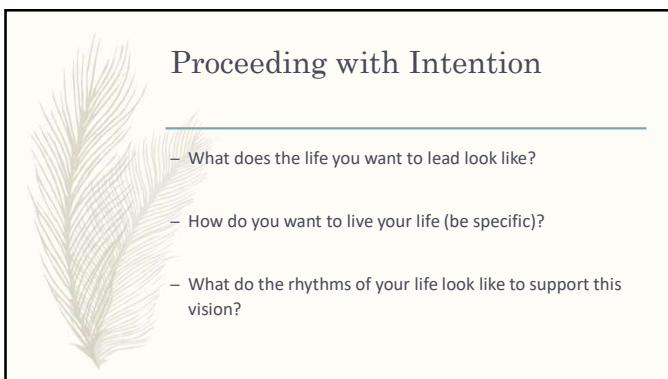 Proceeding with Intention
– What does the life you want to lead look like?
– How do you want to live your life (be specific)?
– What do the rhythms of your life look like to support this
vision?